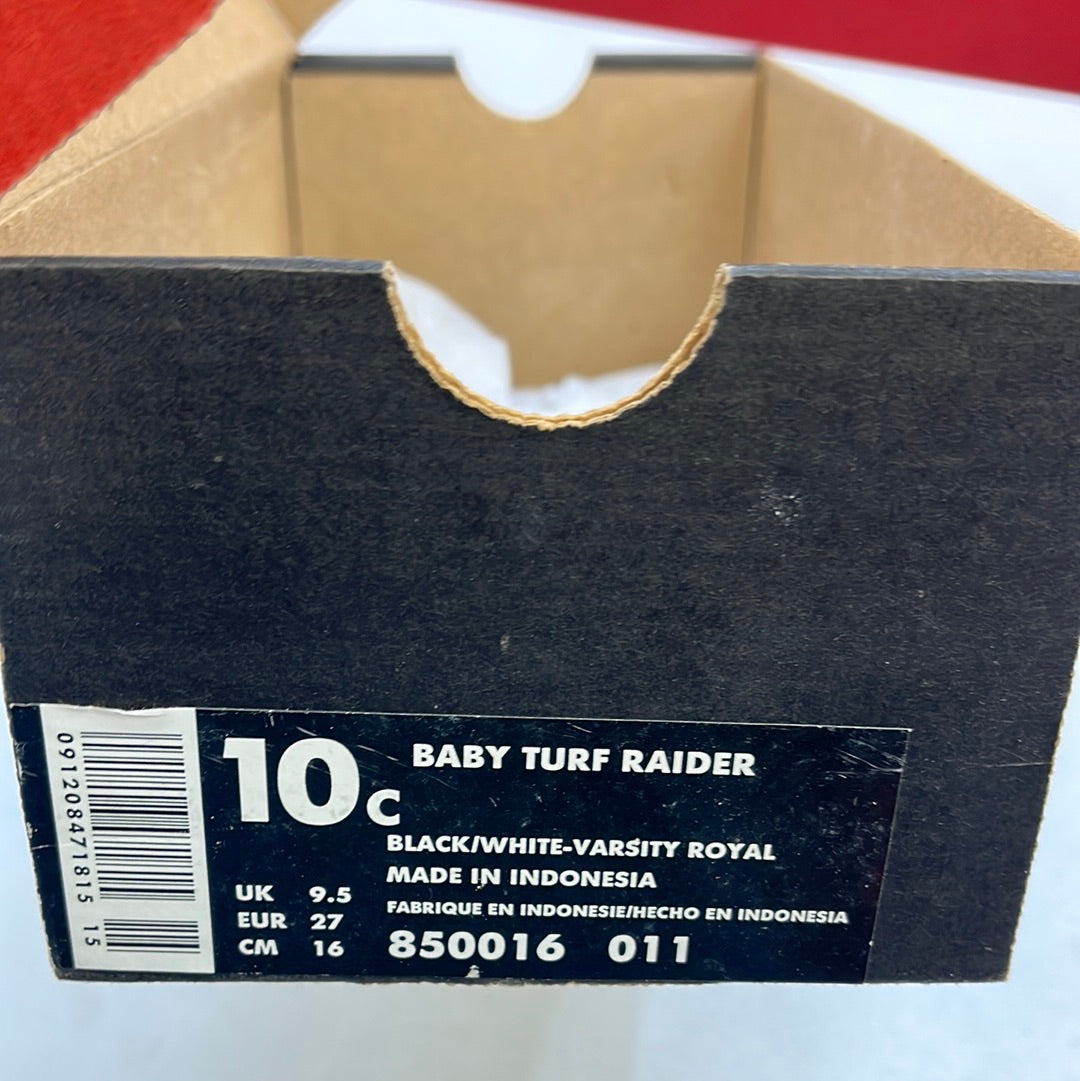 091208471815 15
10C
BABY TURF RAIDER
BLACK/WHITE-VARSITY ROYAL
MADE IN INDONESIA
FABRIQUE EN INDONESIE/HECHO EN INDONESIA
850016 011
UK 9.5
EUR 27
CM 16